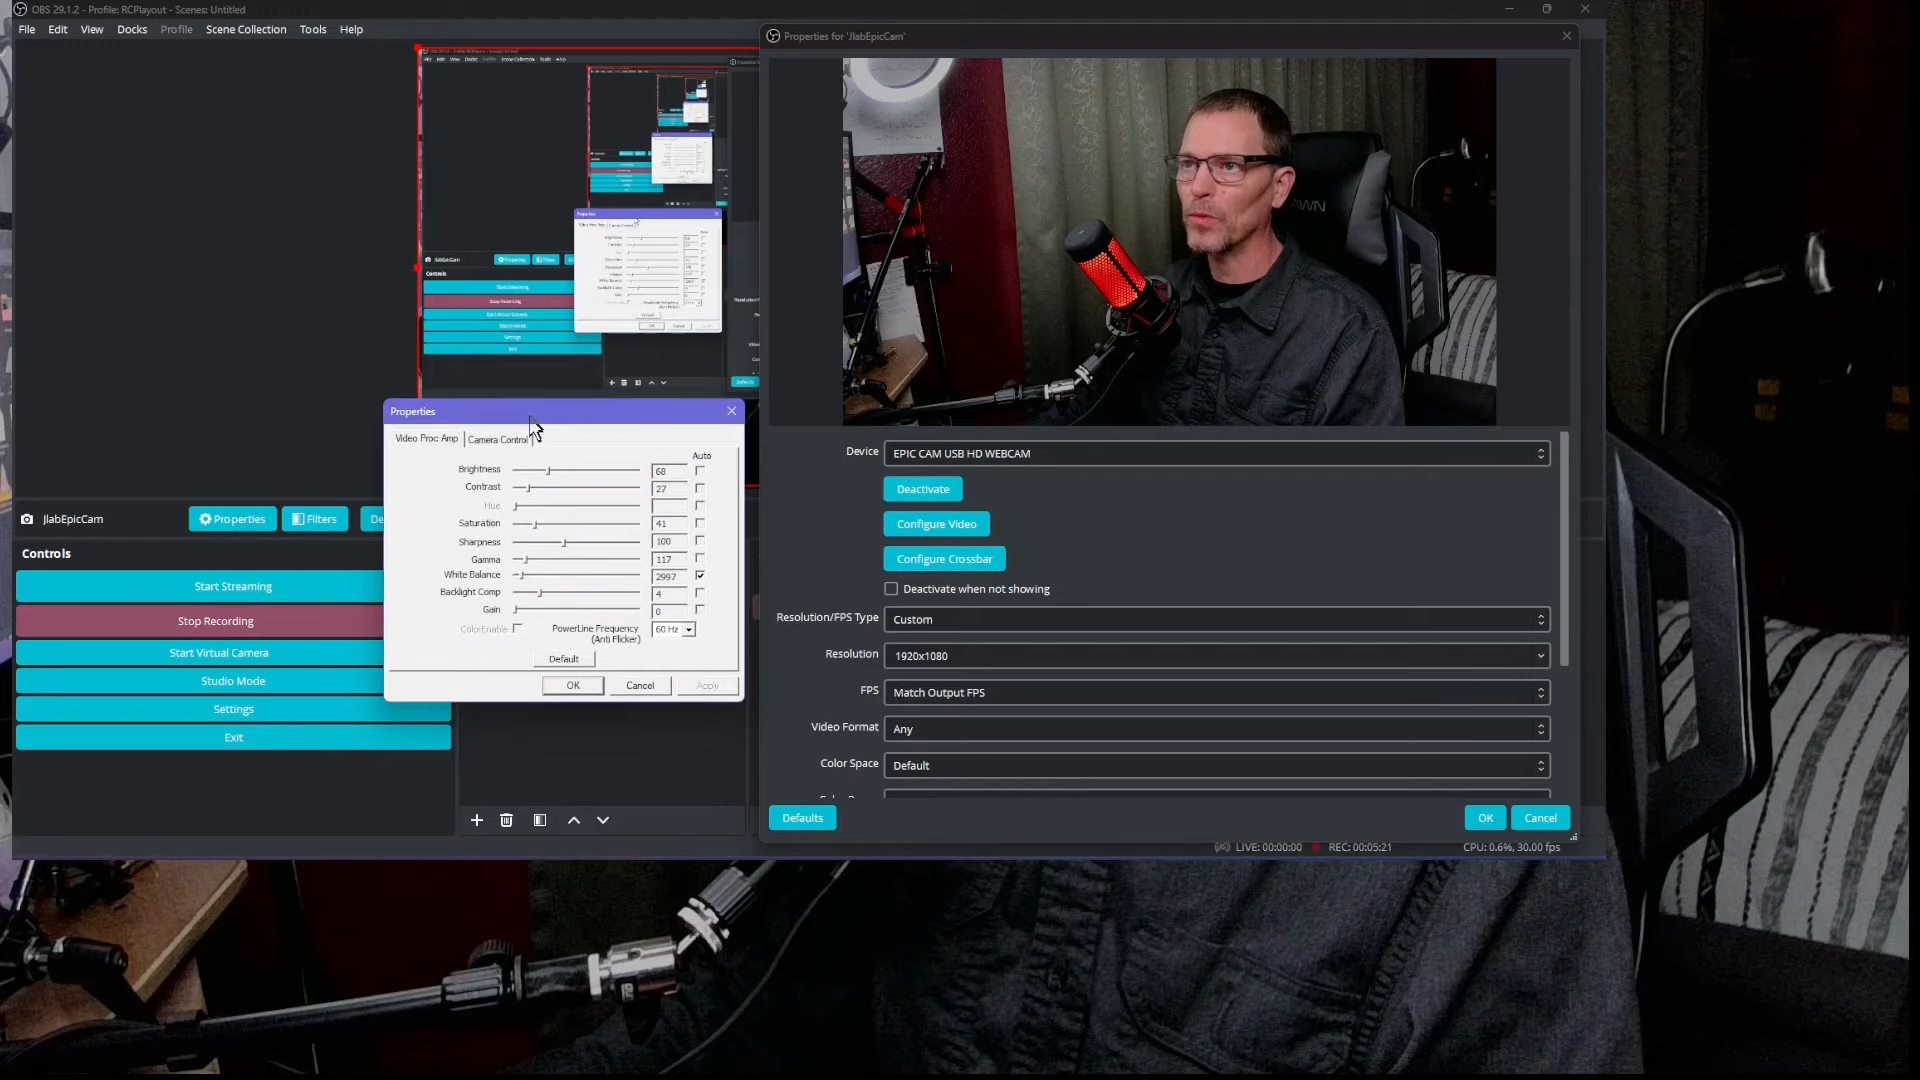 OBS 29.1.2 - Profile: RCPlayout - Scenes: Untitled
File Edit View Docks Profile Scene Collection Tools Help
Properties for 'JlabEpicCam'
Properties
Video Proc Amp Camera Control
Auto
Brightness 68
Contrast 27
Hue
Saturation 41
Sharpness 100
Gamma 117
White Balance 2997
Backlight Comp 4
Gain 0
ColorEnable PowerLine Frequency 60 Hz
(Anti Flicker)
Default
OK Cancel Apply
JlabEpicCam Properties Filters De
Controls
Start Streaming
Stop Recording
Start Virtual Camera
Studio Mode
Settings
Exit
Device EPIC CAM USB HD WEBCAM
Deactivate
Configure Video
Configure Crossbar
Deactivate when not showing
Resolution/FPS Type Custom
Resolution 1920x1080
FPS Match Output FPS
Video Format Any
Color Space Default
Defaults OK Cancel
LIVE: 00:00:00 REC: 00:05:21 CPU: 0.6%, 30.00 fps